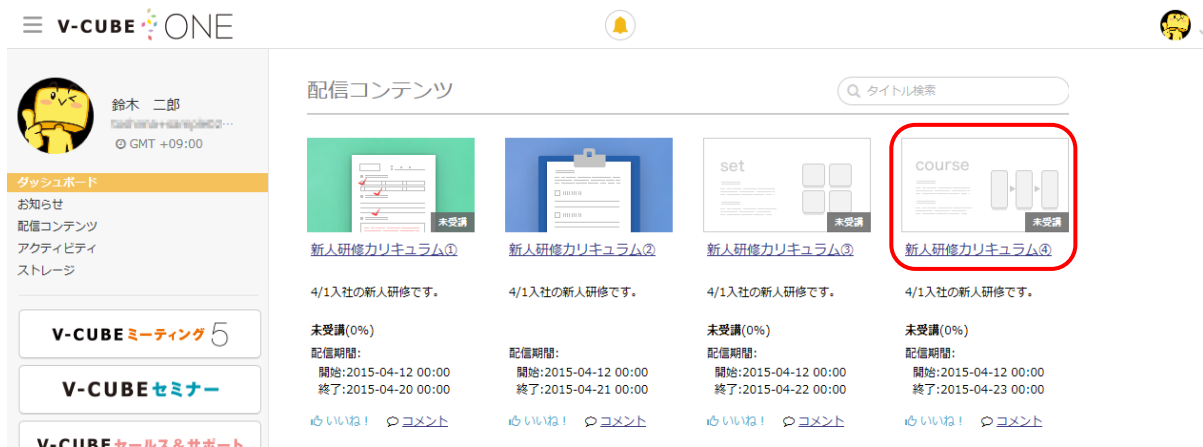 V-CUBE ONE
鈴木 二郎
GMT +09:00
ダッシュボード
お知らせ
配信コンテンツ
アクティビティ
ストレージ
V-CUBE ミーティング 5
V-CUBE セミナー
V-CUBE セールス&サポート
配信コンテンツ
タイトル検索
未受講
新人研修カリキュラム①
4/1入社の新人研修です。
未受講(0%)
配信期間:
開始:2015-04-12 00:00
終了:2015-04-20 00:00
いいね! コメント
新人研修カリキュラム②
4/1入社の新人研修です。
配信期間:
開始:2015-04-12 00:00
終了:2015-04-21 00:00
いいね! コメント
set
未受講
新人研修カリキュラム③
4/1入社の新人研修です。
未受講(0%)
配信期間:
開始:2015-04-12 00:00
終了:2015-04-22 00:00
いいね! コメント
course
未受講
新人研修カリキュラム④
4/1入社の新人研修です。
未受講(0%)
配信期間:
開始:2015-04-12 00:00
終了:2015-04-23 00:00
いいね! コメント